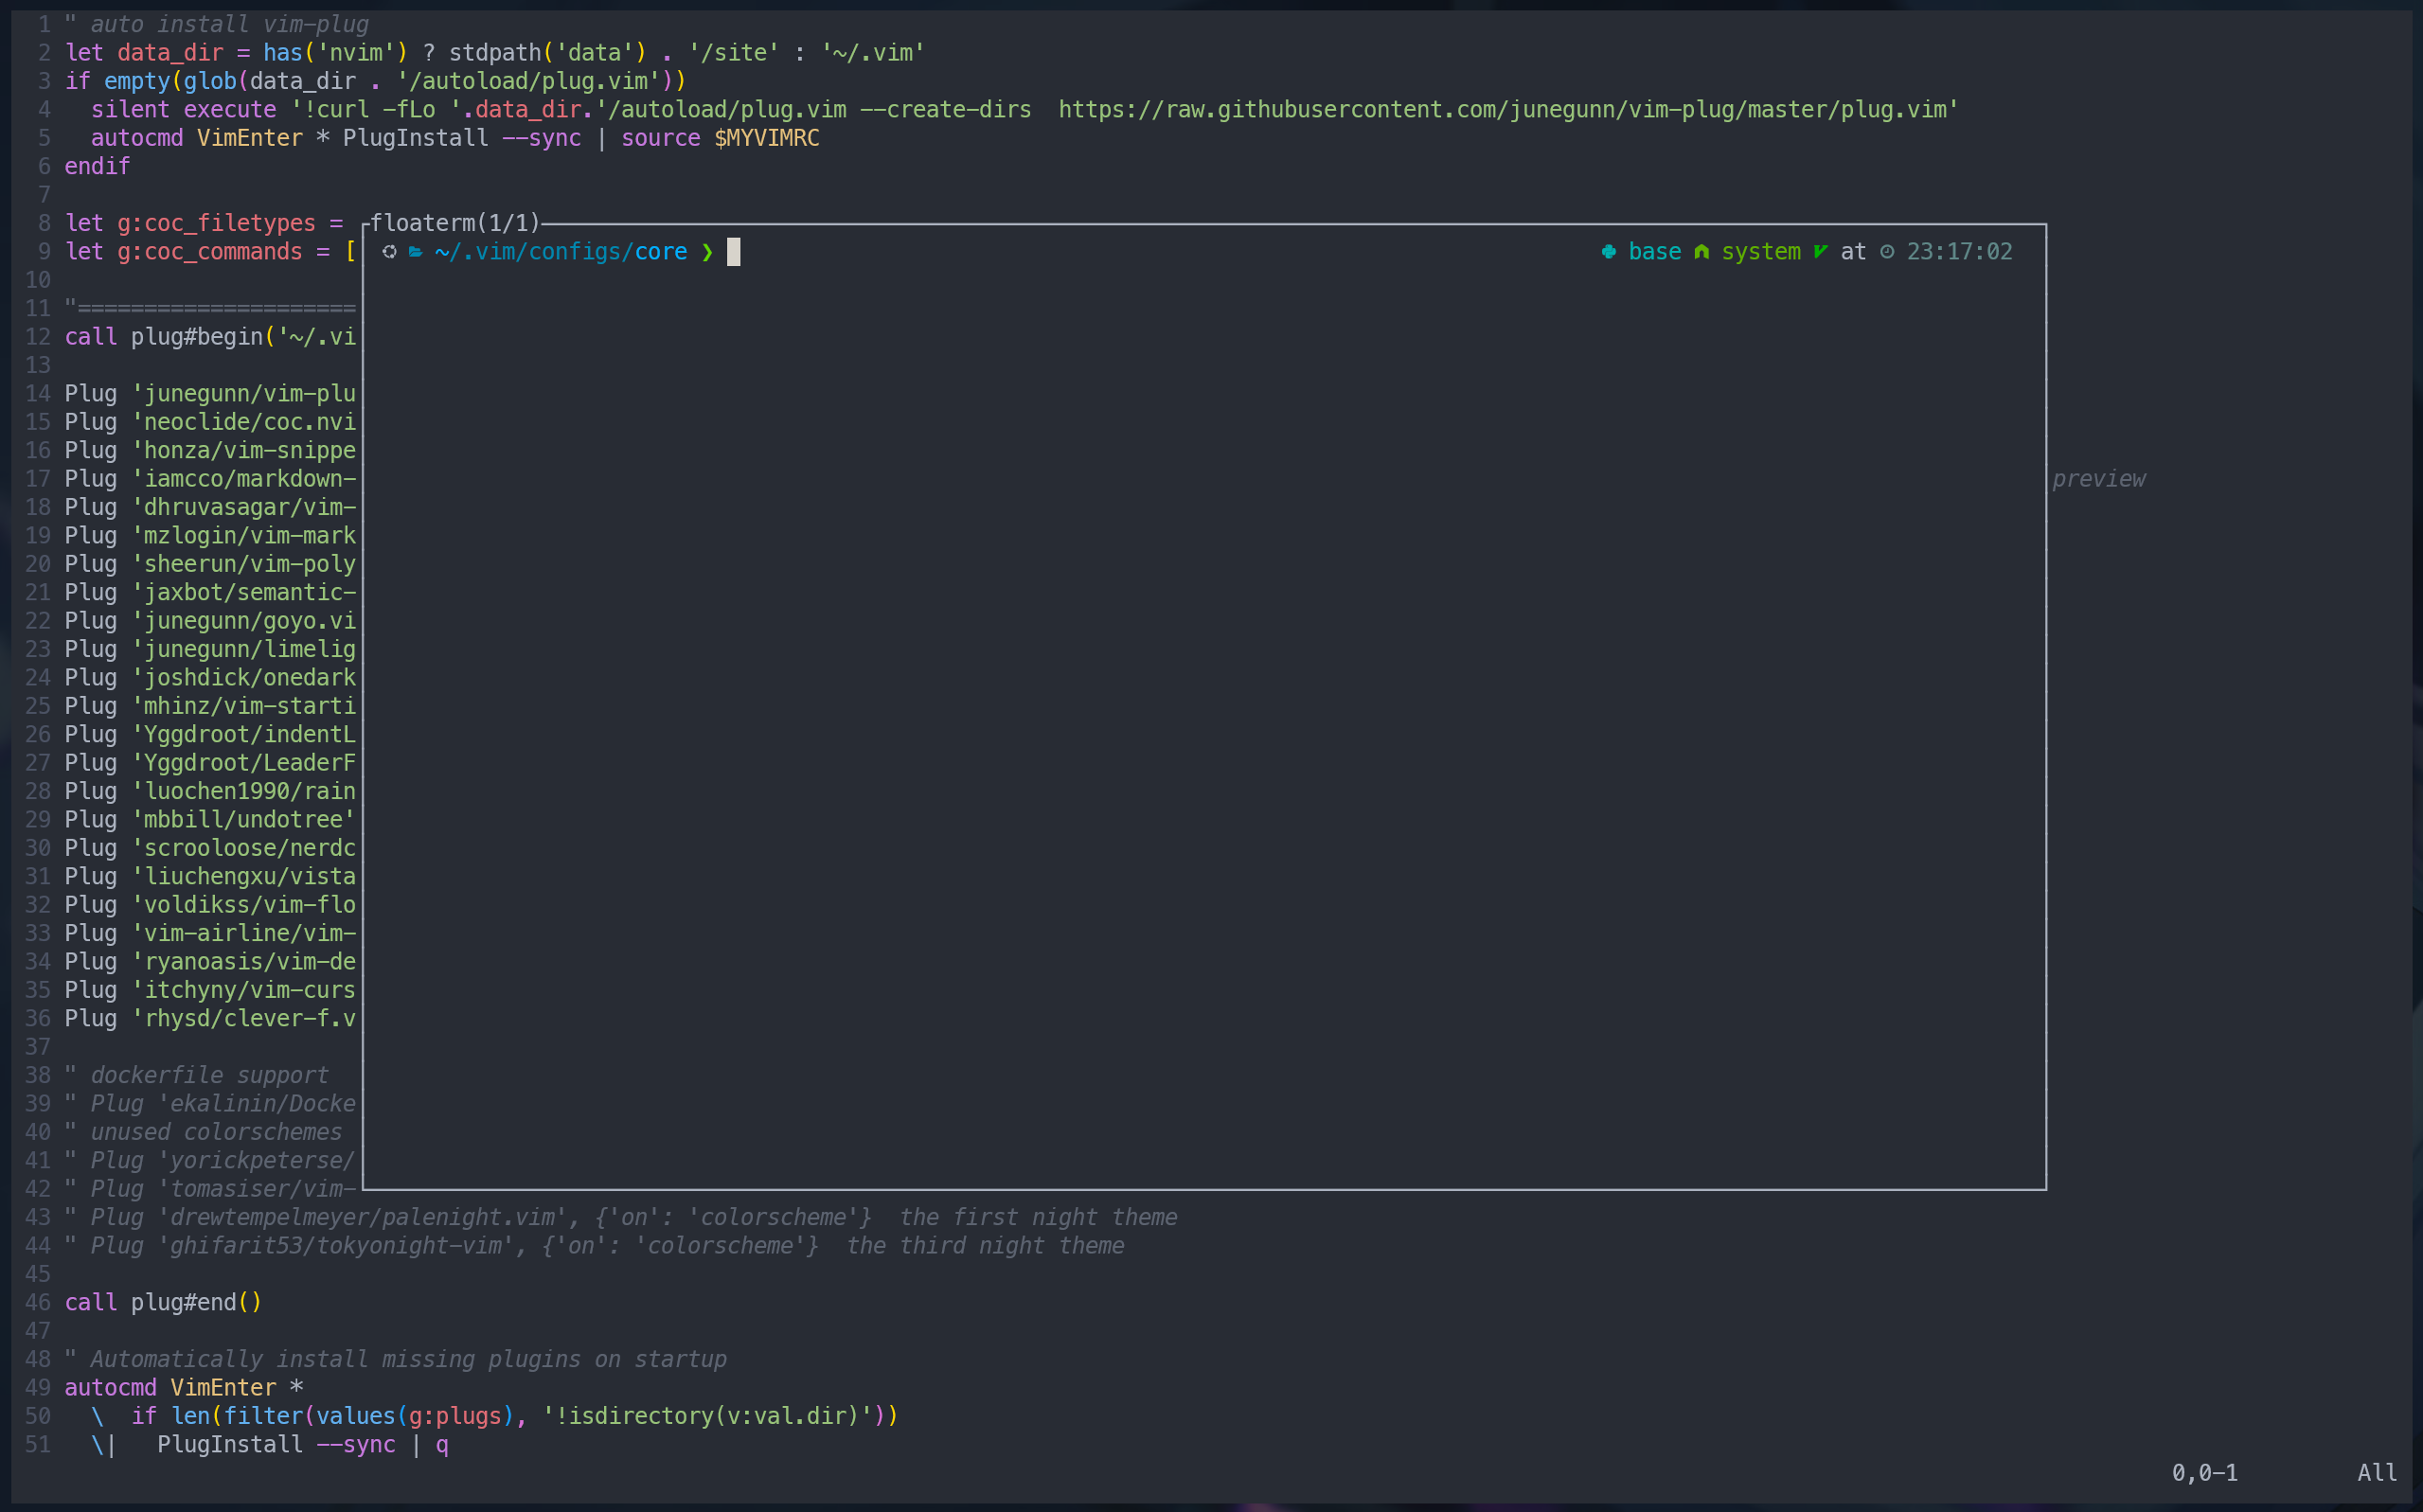 1 " auto install vim-plug
2 let data_dir = has('nvim') ? stdpath('data') . '/site' : '~/.vim'
3 if empty(glob(data_dir . '/autoload/plug.vim'))
4   silent execute '!curl -fLo '.data_dir.'/autoload/plug.vim --create-dirs  https://raw.githubusercontent.com/junegunn/vim-plug/master/plug.vim'
5   autocmd VimEnter * PlugInstall --sync | source $MYVIMRC
6 endif
7
8 let g:coc_filetypes = floaterm(1/1)
9 let g:coc_commands = [ ~/.vim/configs/core ❯ base system at 23:17:02
10
11 "=====================
12 call plug#begin('~/.vi
13
14 Plug 'junegunn/vim-plu
15 Plug 'neoclide/coc.nvi
16 Plug 'honza/vim-snippe
17 Plug 'iamcco/markdown- preview
18 Plug 'dhruvasagar/vim-
19 Plug 'mzlogin/vim-mark
20 Plug 'sheerun/vim-poly
21 Plug 'jaxbot/semantic-
22 Plug 'junegunn/goyo.vi
23 Plug 'junegunn/limelig
24 Plug 'joshdick/onedark
25 Plug 'mhinz/vim-starti
26 Plug 'Yggdroot/indentL
27 Plug 'Yggdroot/LeaderF
28 Plug 'luochen1990/rain
29 Plug 'mbbill/undotree'
30 Plug 'scrooloose/nerdc
31 Plug 'liuchengxu/vista
32 Plug 'voldikss/vim-flo
33 Plug 'vim-airline/vim-
34 Plug 'ryanoasis/vim-de
35 Plug 'itchyny/vim-curs
36 Plug 'rhysd/clever-f.v
37
38 " dockerfile support
39 " Plug 'ekalinin/Docke
40 " unused colorschemes
41 " Plug 'yorickpeterse/
42 " Plug 'tomasiser/vim-
43 " Plug 'drewtempelmeyer/palenight.vim', {'on': 'colorscheme'}  the first night theme
44 " Plug 'ghifarit53/tokyonight-vim', {'on': 'colorscheme'}  the third night theme
45
46 call plug#end()
47
48 " Automatically install missing plugins on startup
49 autocmd VimEnter *
50   \  if len(filter(values(g:plugs), '!isdirectory(v:val.dir)'))
51   \|   PlugInstall --sync | q
0,0-1 All